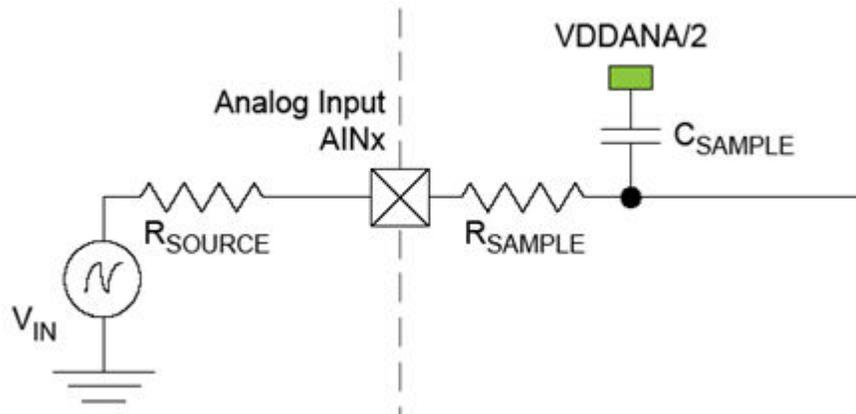 VDDANA/2
Analog Input
AINx
CSAMPLE
RSOURCE
RSAMPLE
VIN